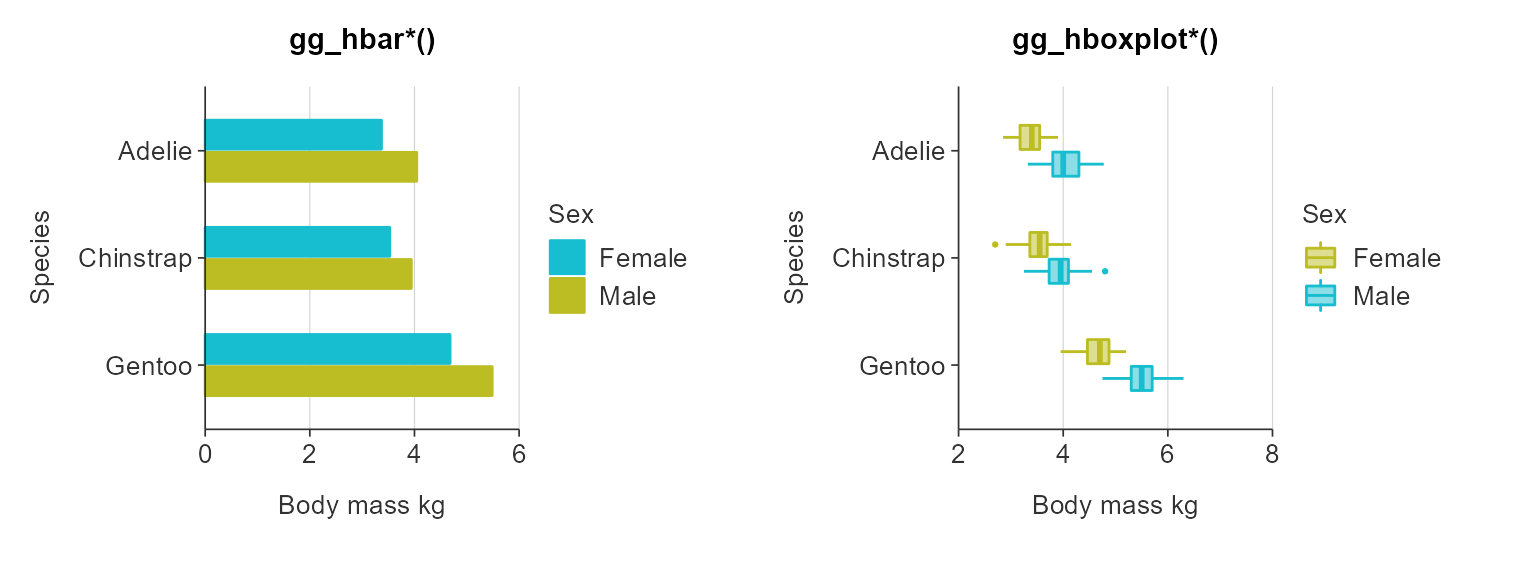 gg_hbar*()
Species
Adelie
Chinstrap
Gentoo
0 2 4 6
Body mass kg
Sex
Female
Male
gg_hboxplot*()
Species
Adelie
Chinstrap
Gentoo
2 4 6 8
Body mass kg
Sex
Female
Male